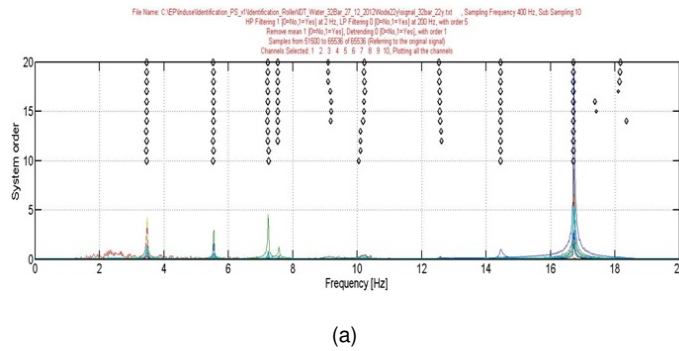 File Name: C:\EP\Induse\Identification_PS_v1\Identification_Roller\IDT_Water_32Bar_27_12_2012\Node22y\signal_32bar_22y.txt , Sampling Frequency 400 Hz, Sub Sampling 10
HP Filtering 1 [0=No,1=Yes] at 2 Hz, LP Filtering 0 [0=No,1=Yes] at 200 Hz, with order 5
Remove mean 1 [0=No,1=Yes], Detrending 0 [0=No,1=Yes], with order 1
Samples from 51500 to 65536 of 65536 (Referring to the original signal)
Channels Selected: 1 2 3 6 7 8 9 10, Plotting all the channels
20
15
10
5
0
System order
0 2 4 6 8 10 12 14 16 18 2
Frequency [Hz]
(a)